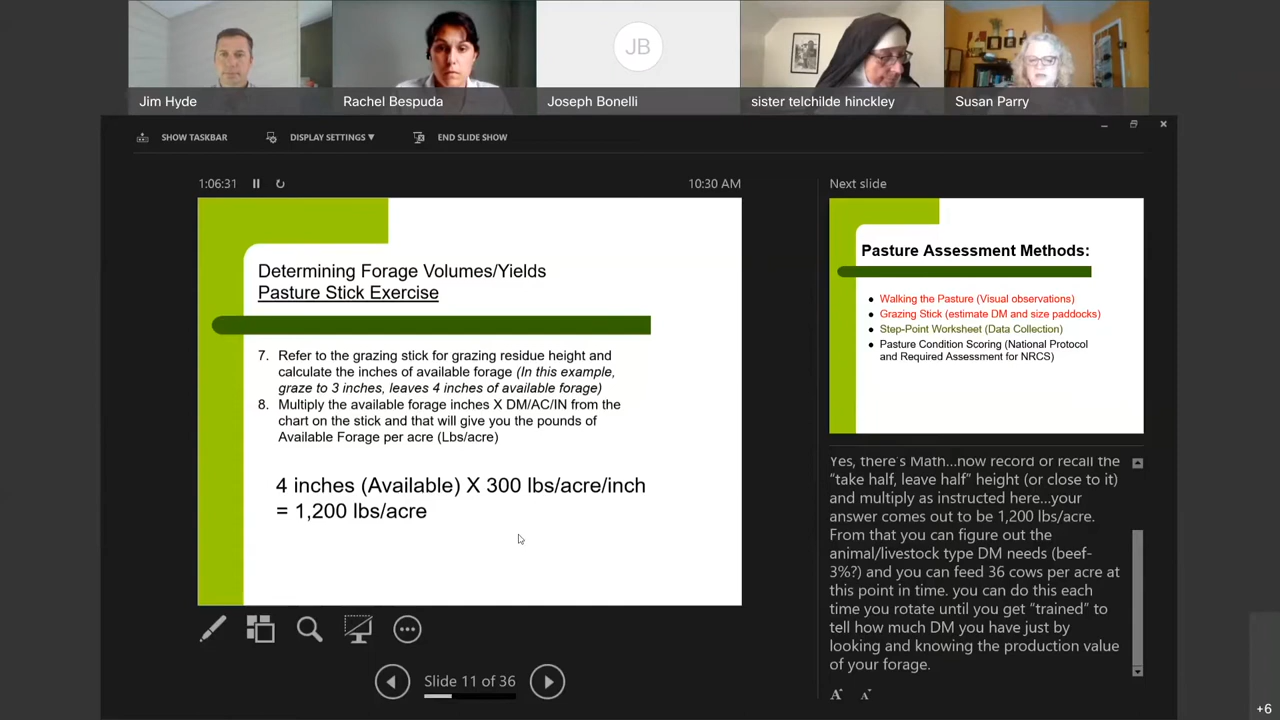 JB
Jim Hyde
Rachel Bespuda
Joseph Bonelli
sister telchilde hinckley
Susan Parry
SHOW TASKBAR
DISPLAY SETTINGS ▼
END SLIDE SHOW
1:06:31
10:30 AM
Determining Forage Volumes/Yields
Pasture Stick Exercise
7. Refer to the grazing stick for grazing residue height and
calculate the inches of available forage (In this example,
graze to 3 inches, leaves 4 inches of available forage)
8. Multiply the available forage inches X DM/AC/IN from the
chart on the stick and that will give you the pounds of
Available Forage per acre (Lbs/acre)
4 inches (Available) X 300 lbs/acre/inch
= 1,200 lbs/acre
Slide 11 of 36
Next slide
Pasture Assessment Methods:
● Walking the Pasture (Visual observations)
● Grazing Stick (estimate DM and size paddocks)
● Step-Point Worksheet (Data Collection)
● Pasture Condition Scoring (National Protocol
and Required Assessment for NRCS)
Yes, there's Math...now record or recall the
"take half, leave half" height (or close to it)
and multiply as instructed here...your
answer comes out to be 1,200 lbs/acre.
From that you can figure out the
animal/livestock type DM needs (beef-
3%?) and you can feed 36 cows per acre at
this point in time. you can do this each
time you rotate until you get "trained" to
tell how much DM you have just by
looking and knowing the production value
of your forage.
A A
+6